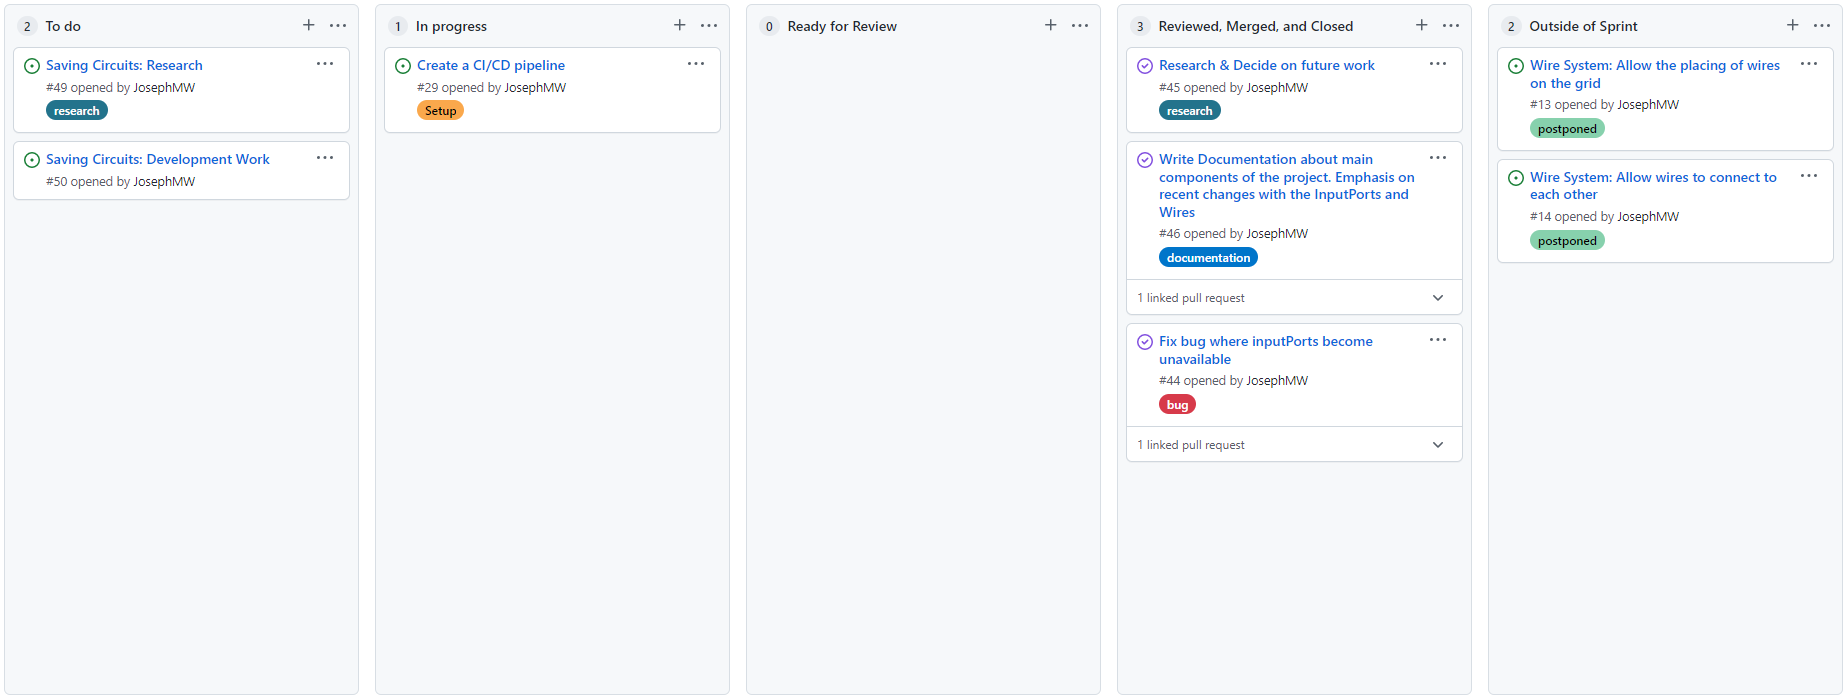 2 To do
Saving Circuits: Research
#49 opened by JosephMW
research
Saving Circuits: Development Work
#50 opened by JosephMW
1 In progress
Create a CI/CD pipeline
#29 opened by JosephMW
Setup
0 Ready for Review
3 Reviewed, Merged, and Closed
Research & Decide on future work
#45 opened by JosephMW
research
Write Documentation about main
components of the project. Emphasis on
recent changes with the InputPorts and
Wires
#46 opened by JosephMW
documentation
1 linked pull request
Fix bug where inputPorts become
unavailable
#44 opened by JosephMW
bug
1 linked pull request
2 Outside of Sprint
Wire System: Allow the placing of wires
on the grid
#13 opened by JosephMW
postponed
Wire System: Allow wires to connect to
each other
#14 opened by JosephMW
postponed